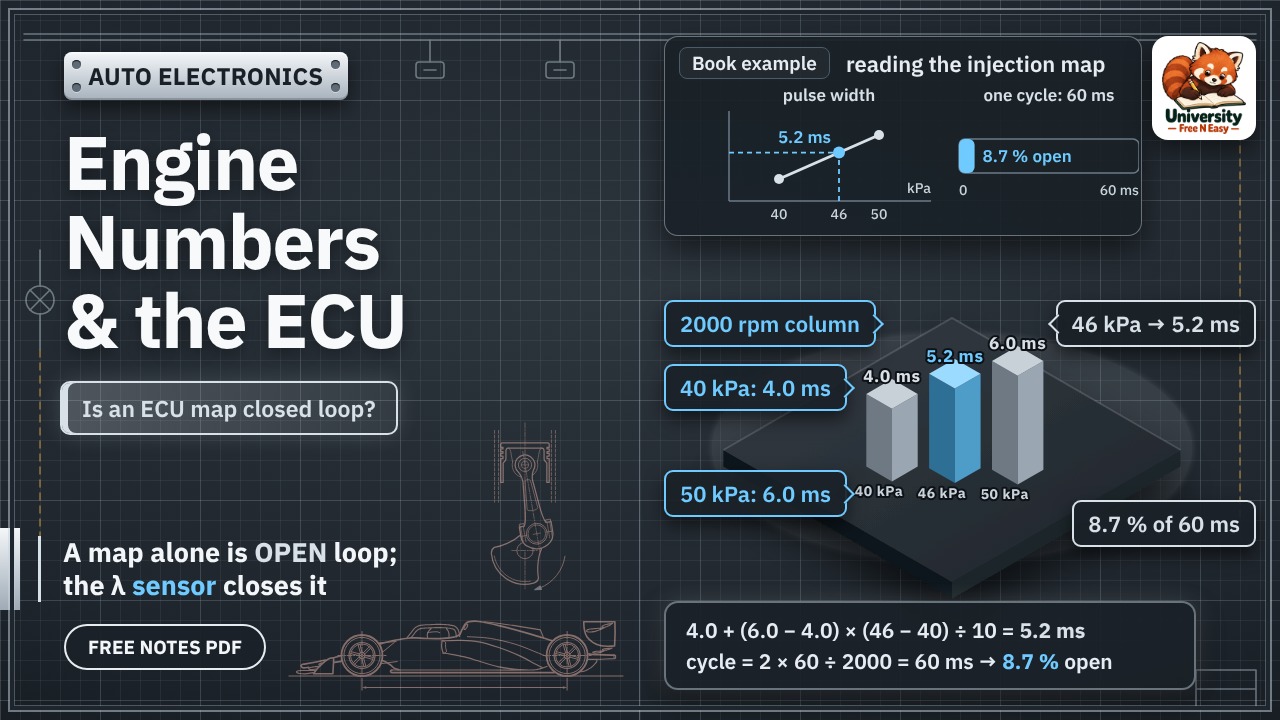 AUTO ELECTRONICS
Engine
Numbers
& the ECU
Is an ECU map closed loop?
A map alone is OPEN loop;
the λ sensor closes it
FREE NOTES PDF
Book example
reading the injection map
pulse width
one cycle: 60 ms
5.2 ms
8.7 % open
kPa
0
60 ms
40
46
50
University
Free N Easy
2000 rpm column
46 kPa → 5.2 ms
40 kPa: 4.0 ms
4.0 ms
5.2 ms
6.0 ms
50 kPa: 6.0 ms
40 kPa
46 kPa
50 kPa
8.7 % of 60 ms
4.0 + (6.0 − 4.0) × (46 − 40) ÷ 10 = 5.2 ms
cycle = 2 × 60 ÷ 2000 = 60 ms → 8.7 % open